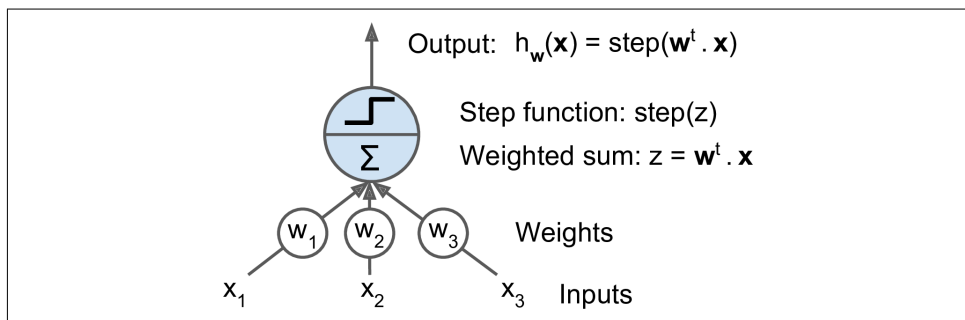 Output: h_w(x) = step(w^t . x)
Step function: step(z)
Σ
Weighted sum: z = w^t . x
w_1 w_2 w_3 Weights
x_1 x_2 x_3 Inputs